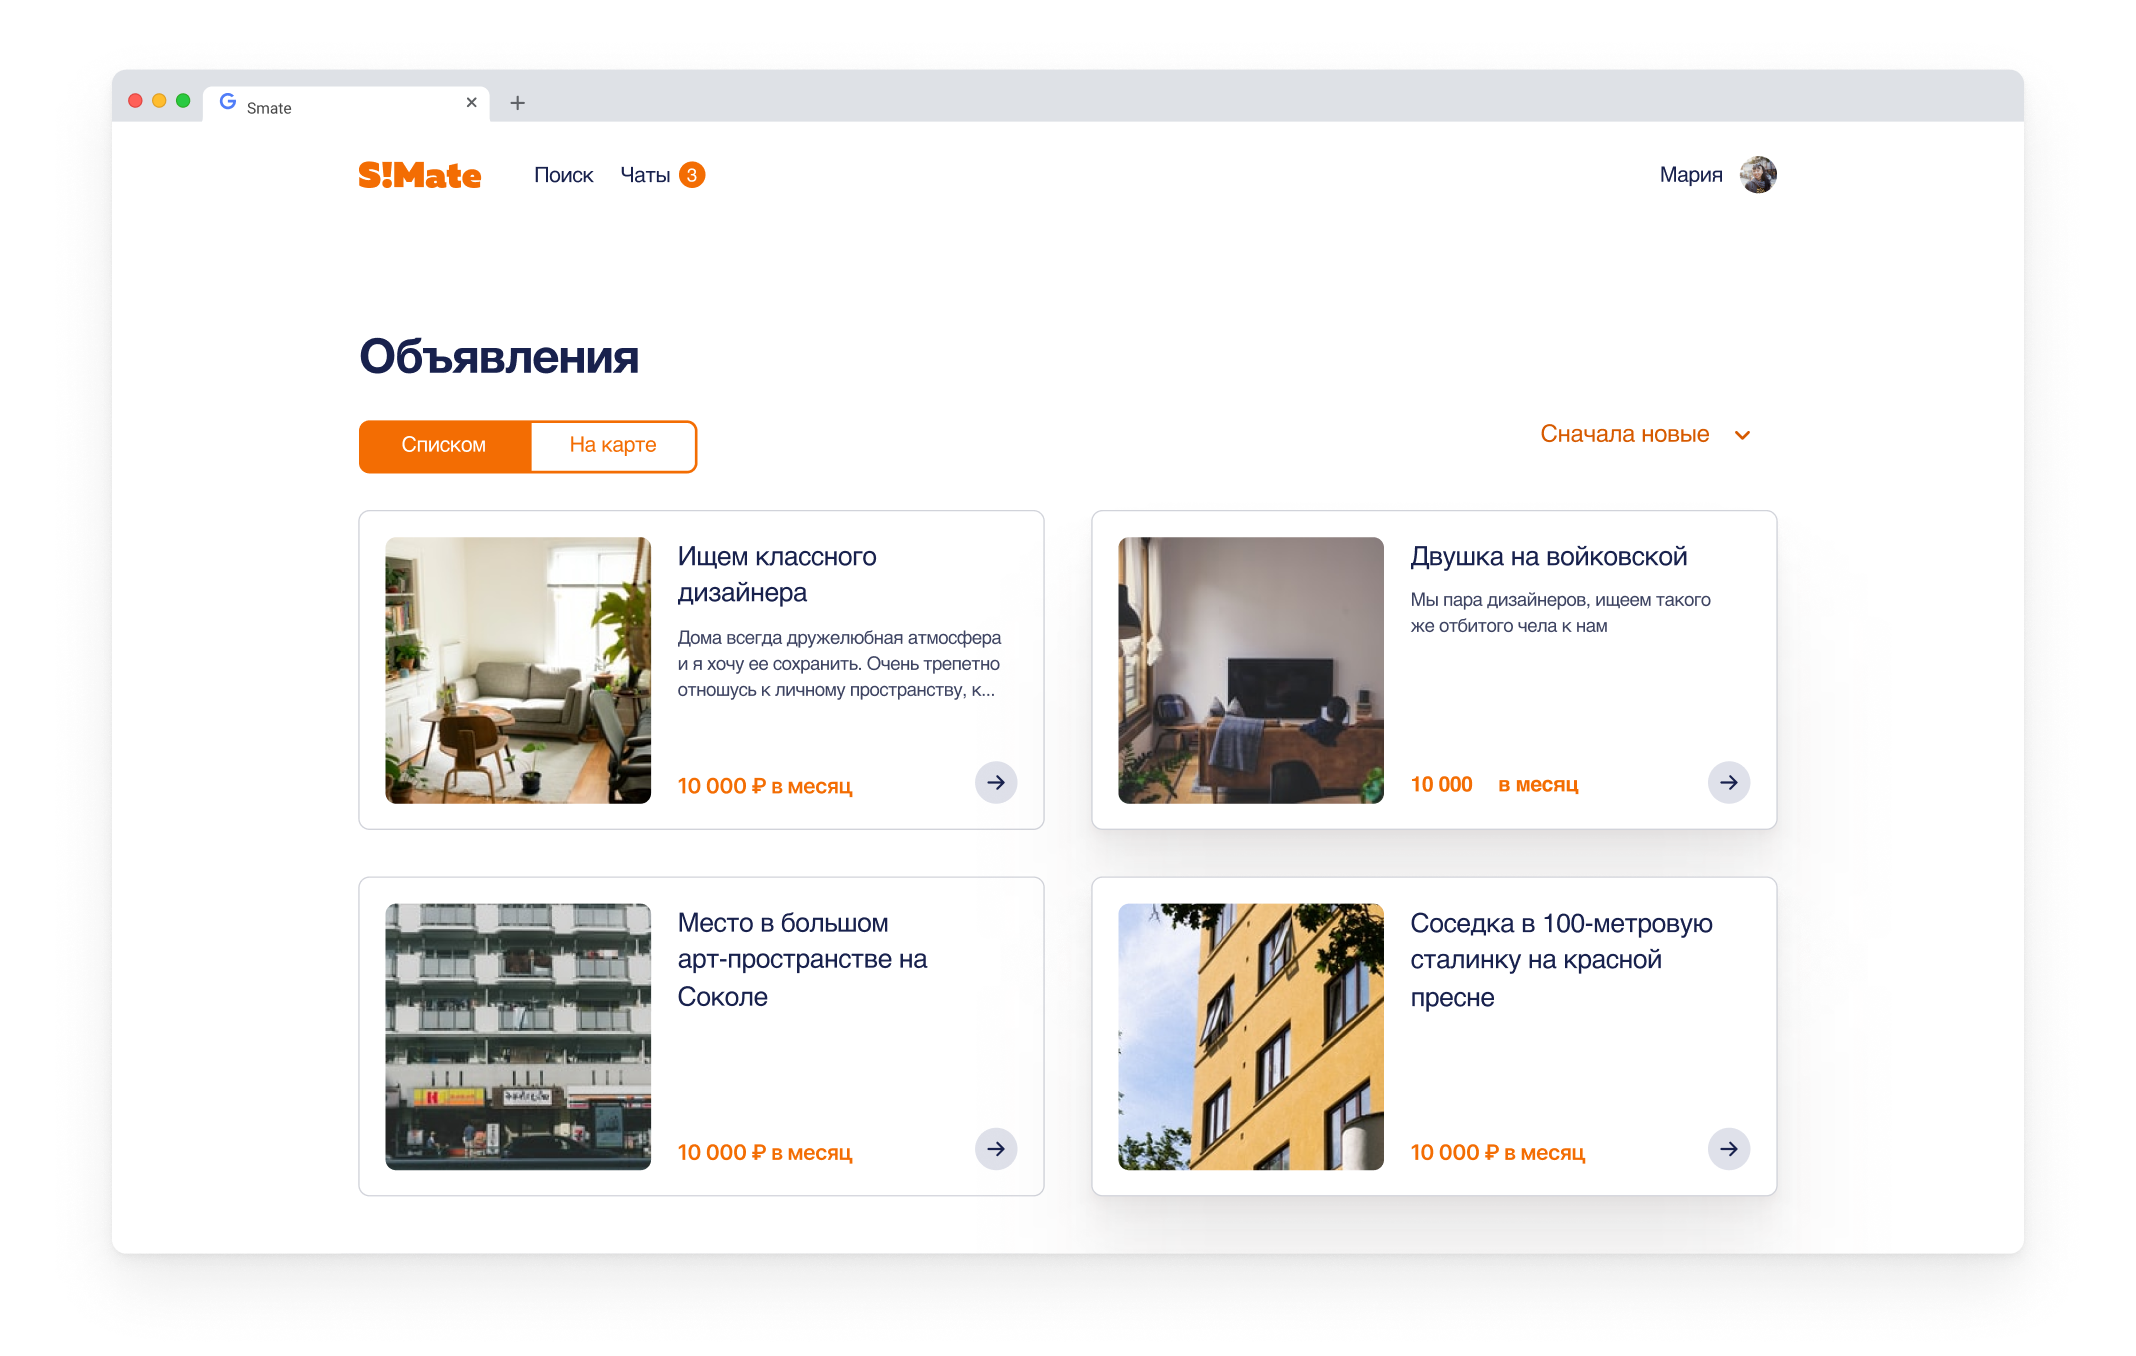 Smate
S!Mate
Поиск
Чаты 3
Мария
Объявления
Списком
На карте
Сначала новые
Ищем классного
дизайнера
Дома всегда дружелюбная атмосфера
и я хочу ее сохранить. Очень трепетно
отношусь к личному пространству, к...
10 000 ₽ в месяц
Двушка на войковской
Мы пара дизайнеров, ищеем такого
же отбитого чела к нам
10 000 в месяц
Место в большом
арт-пространстве на
Соколе
10 000 ₽ в месяц
Соседка в 100-метровую
сталинку на красной
пресне
10 000 ₽ в месяц